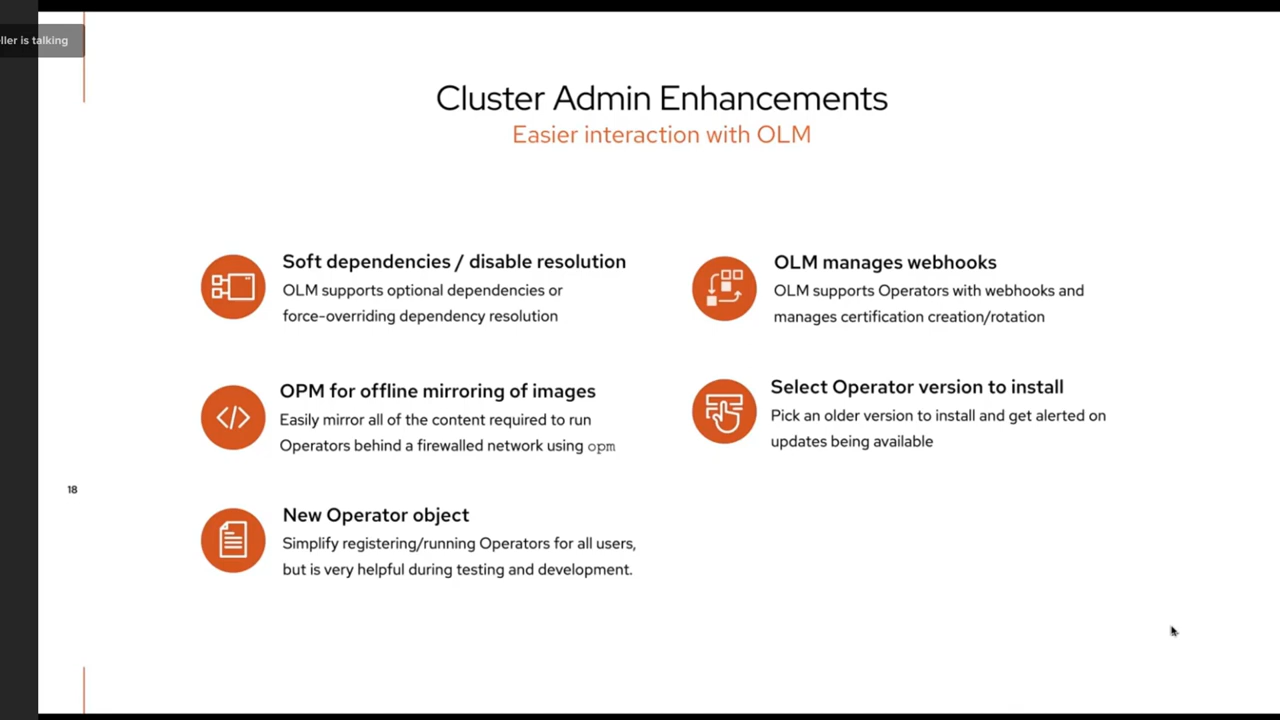 ller is talking
Cluster Admin Enhancements
Easier interaction with OLM
Soft dependencies / disable resolution
OLM supports optional dependencies or
force-overriding dependency resolution
OPM for offline mirroring of images
Easily mirror all of the content required to run
Operators behind a firewalled network using opm
New Operator object
Simplify registering/running Operators for all users,
but is very helpful during testing and development.
OLM manages webhooks
OLM supports Operators with webhooks and
manages certification creation/rotation
Select Operator version to install
Pick an older version to install and get alerted on
updates being available
18